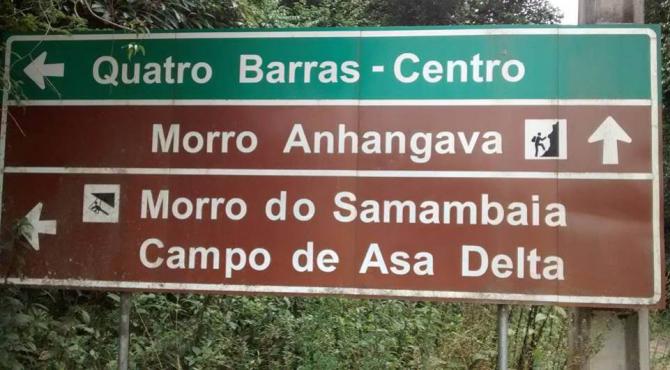 Quatro Barras - Centro
Morro Anhangava
Morro do Samambaia
Campo de Asa Delta